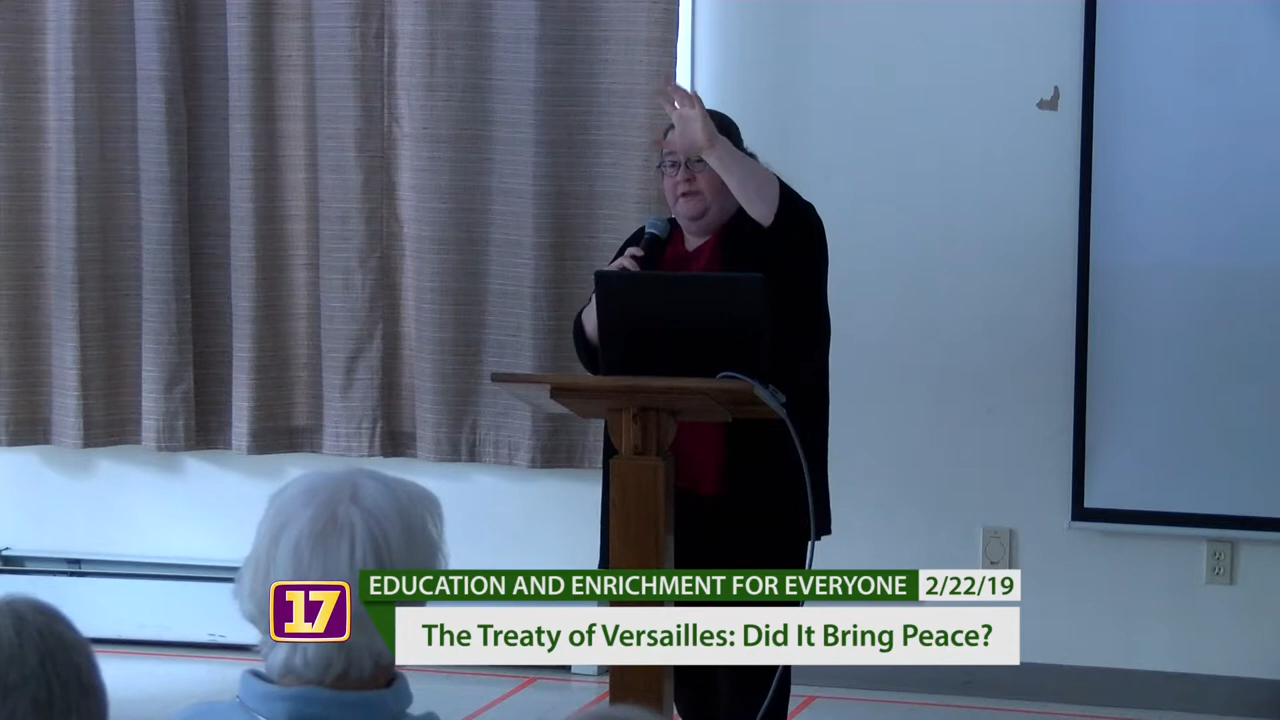 17
EDUCATION AND ENRICHMENT FOR EVERYONE 2/22/19
The Treaty of Versailles: Did It Bring Peace?